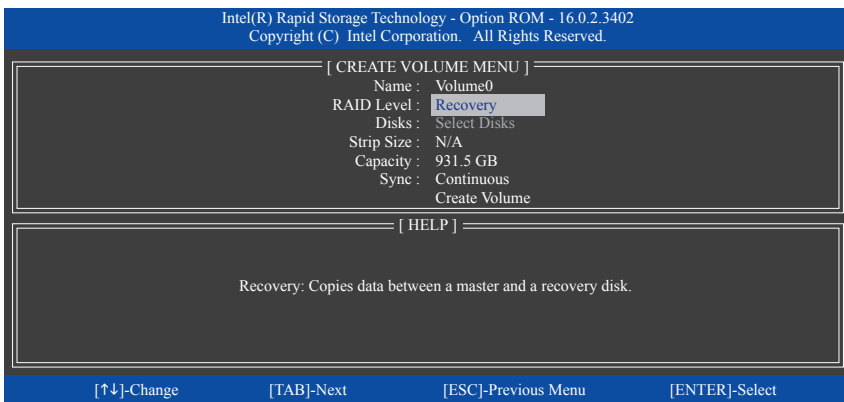 Intel(R) Rapid Storage Technology - Option ROM - 16.0.2.3402
Copyright (C) Intel Corporation. All Rights Reserved.
[ CREATE VOLUME MENU ]
Name : Volume0
RAID Level : Recovery
Disks : Select Disks
Strip Size : N/A
Capacity : 931.5 GB
Sync : Continuous
Create Volume
[ HELP ]
Recovery: Copies data between a master and a recovery disk.
[↑↓]-Change [TAB]-Next [ESC]-Previous Menu [ENTER]-Select